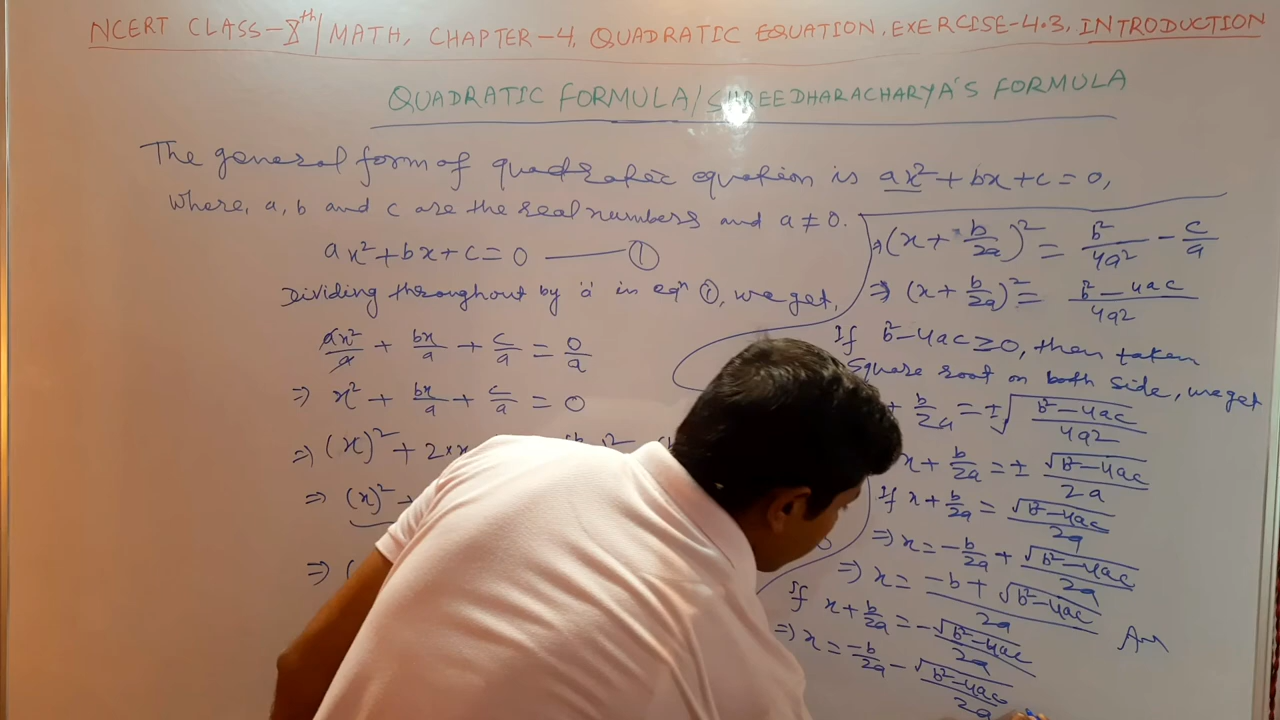 NCERT CLASS-X^th / MATH, CHAPTER-4, QUADRATIC EQUATION, EXERCISE-4.3, INTRODUCTION
QUADRATIC FORMULA/SHREEDHARACHARYA'S FORMULA
The general form of quadratic equation is ax²+bx+c=0,
Where, a, b and c are the real numbers and a≠0.
ax²+bx+c=0 —— ①
Dividing throughout by 'a' in eqⁿ ①, we get,
ax²/a + bx/a + c/a = 0/a
⇒ x² + bx/a + c/a = 0
⇒ (x)² + 2×x
⇒ (x)²
⇒ (
⇒ (x + b/2a)² = b²/4a² - c/a
⇒ (x + b/2a)² = b²-4ac/4a²
If b²-4ac≥0, then taken
Square root on both side, we get
+ b/2a = ±√(b²-4ac/4a²)
x + b/2a = ± √(b²-4ac)/2a
If x + b/2a = √(b²-4ac)/2a
⇒ x = -b/2a + √(b²-4ac)/2a
⇒ x = -b + √(b²-4ac)/2a
Ans
If x + b/2a = -√(b²-4ac)/2a
⇒ x = -b/2a - √(b²-4ac)/2a